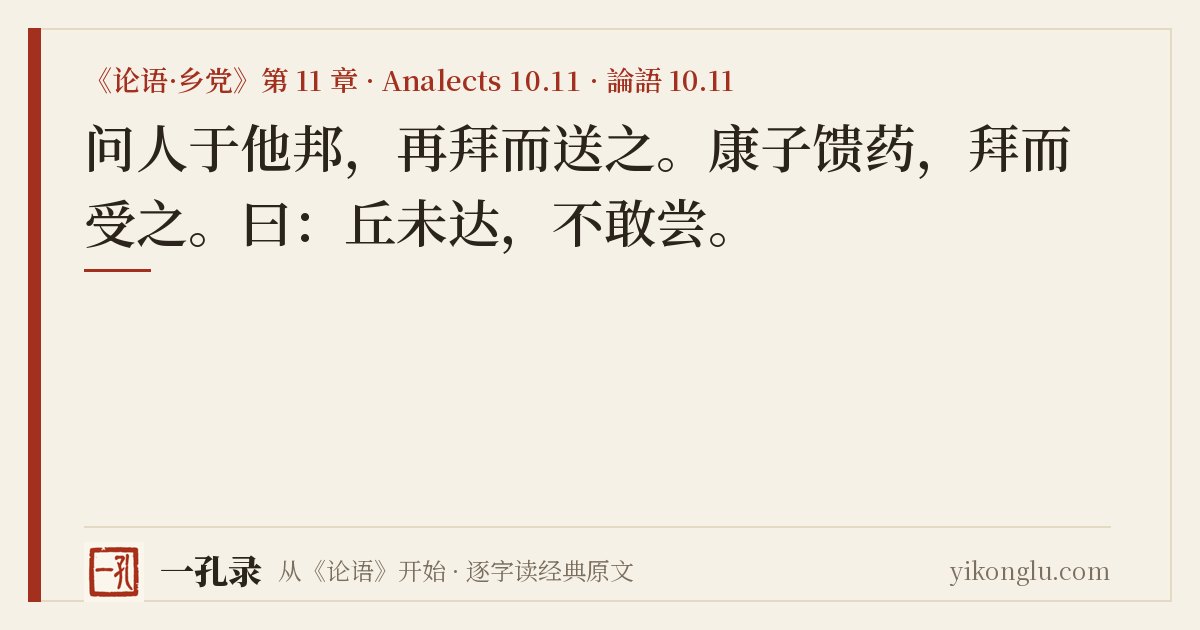 《论语·乡党》第 11 章 · Analects 10.11 · 論語 10.11
问人于他邦，再拜而送之。康子馈药，拜而
受之。曰：丘未达，不敢尝。
一孔
一孔录 从《论语》开始 · 逐字读经典原文 yikonglu.com